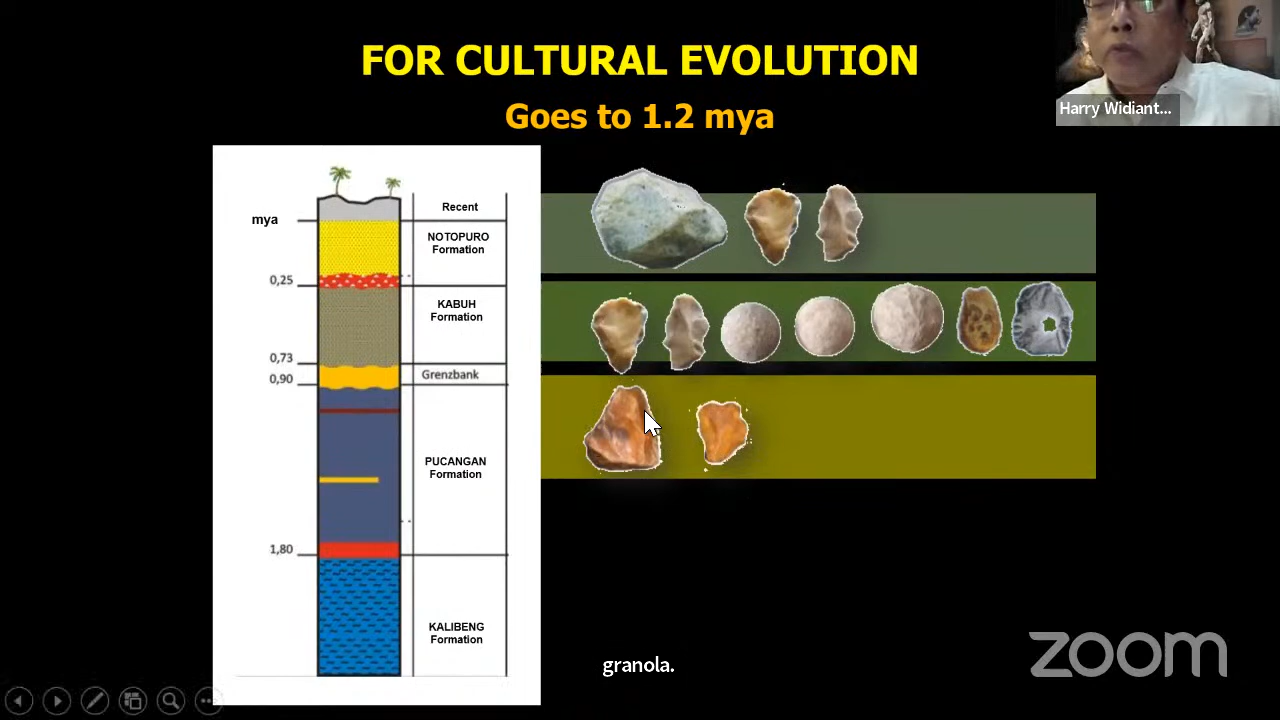 FOR CULTURAL EVOLUTION
Goes to 1.2 mya
Harry Widiant...
mya
Recent
NOTOPURO
Formation
0,25
KABUH
Formation
0,73
0,90
Grenzbank
PUCANGAN
Formation
1,80
KALIBENG
Formation
granola.
zoom